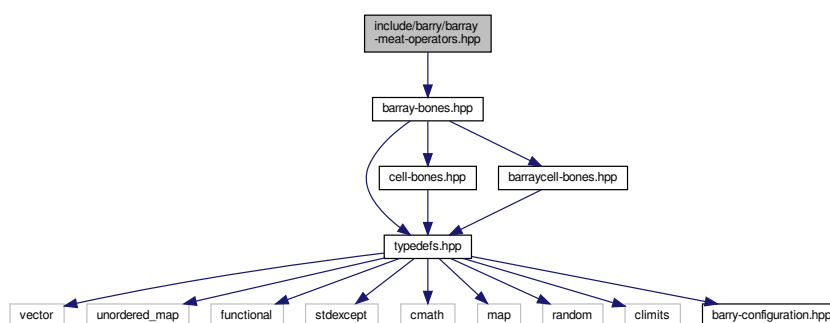 include/barry/barray
-meat-operators.hpp
barray-bones.hpp
cell-bones.hpp
barraycell-bones.hpp
typedefs.hpp
vector
unordered_map
functional
stdexcept
cmath
map
random
climits
barry-configuration.hpp